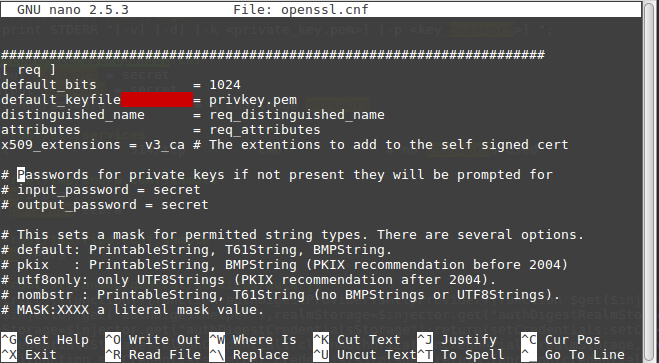 GNU nano 2.5.3 File: openssl.cnf
####################################################################
[ req ]
default_bits = 1024
default_keyfile = privkey.pem
distinguished_name = req_distinguished_name
attributes = req_attributes
x509_extensions = v3_ca # The extentions to add to the self signed cert
# Passwords for private keys if not present they will be prompted for
# input_password = secret
# output_password = secret
# This sets a mask for permitted string types. There are several options.
# default: PrintableString, T61String, BMPString.
# pkix : PrintableString, BMPString (PKIX recommendation before 2004)
# utf8only: only UTF8Strings (PKIX recommendation after 2004).
# nombstr : PrintableString, T61String (no BMPStrings or UTF8Strings).
# MASK:XXXX a literal mask value.
^G Get Help ^O Write Out ^W Where Is ^K Cut Text ^J Justify ^C Cur Pos
^X Exit ^R Read File ^\ Replace ^U Uncut Text ^T To Spell ^_ Go To Line